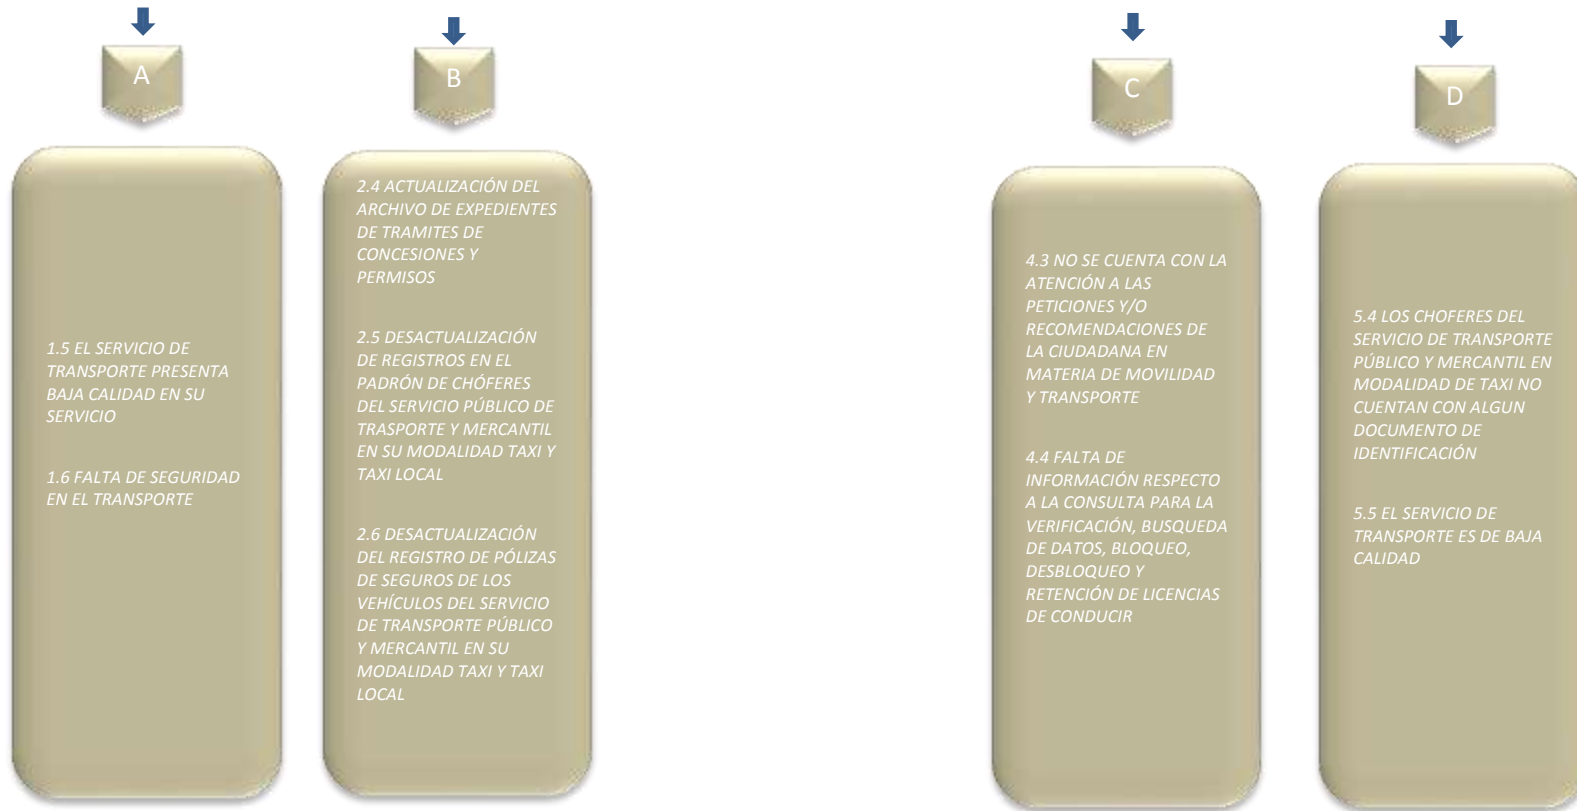 A
1.5 EL SERVICIO DE
TRANSPORTE PRESENTA
BAJA CALIDAD EN SU
SERVICIO
1.6 FALTA DE SEGURIDAD
EN EL TRANSPORTE
B
2.4 ACTUALIZACIÓN DEL
ARCHIVO DE EXPEDIENTES
DE TRAMITES DE
CONCESIONES Y
PERMISOS
2.5 DESACTUALIZACIÓN
DE REGISTROS EN EL
PADRÓN DE CHÓFERES
DEL SERVICIO PÚBLICO DE
TRASPORTE Y MERCANTIL
EN SU MODALIDAD TAXI Y
TAXI LOCAL
2.6 DESACTUALIZACIÓN
DEL REGISTRO DE PÓLIZAS
DE SEGUROS DE LOS
VEHÍCULOS DEL SERVICIO
DE TRANSPORTE PÚBLICO
Y MERCANTIL EN SU
MODALIDAD TAXI Y TAXI
LOCAL
C
4.3 NO SE CUENTA CON LA
ATENCIÓN A LAS
PETICIONES Y/O
RECOMENDACIONES DE
LA CIUDADANA EN
MATERIA DE MOVILIDAD
Y TRANSPORTE
4.4 FALTA DE
INFORMACIÓN RESPECTO
A LA CONSULTA PARA LA
VERIFICACIÓN, BUSQUEDA
DE DATOS, BLOQUEO,
DESBLOQUEO Y
RETENCIÓN DE LICENCIAS
DE CONDUCIR
D
5.4 LOS CHOFERES DEL
SERVICIO DE TRANSPORTE
PÚBLICO Y MERCANTIL EN
MODALIDAD DE TAXI NO
CUENTAN CON ALGUN
DOCUMENTO DE
IDENTIFICACIÓN
5.5 EL SERVICIO DE
TRANSPORTE ES DE BAJA
CALIDAD